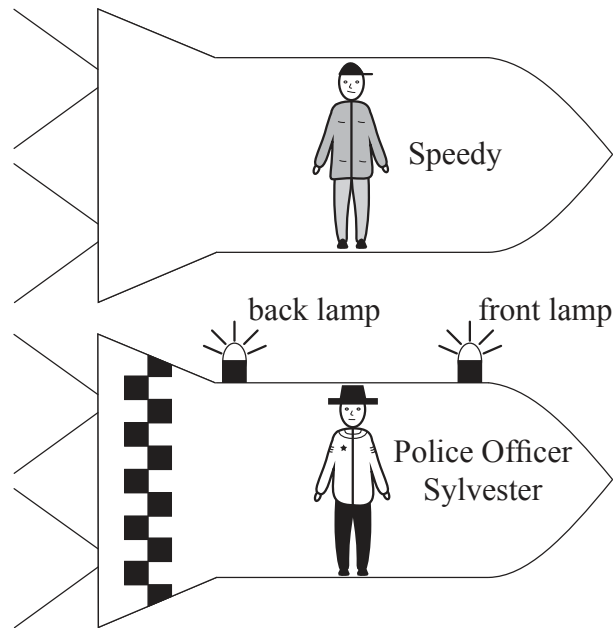 Speedy
back lamp
front lamp
Police Officer
Sylvester